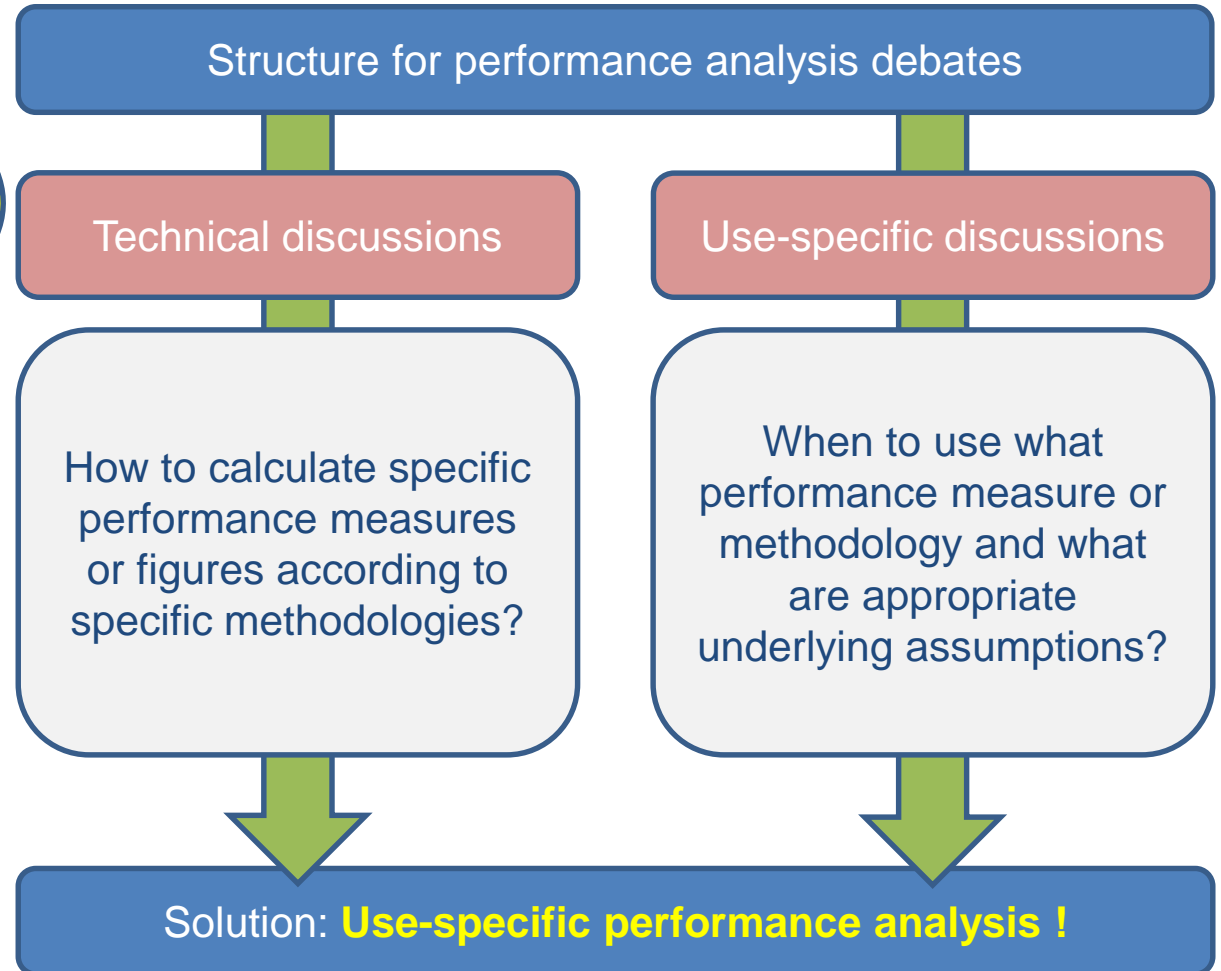 Structure for performance analysis debates
Technical discussions
Use-specific discussions
How to calculate specific
performance measures
or figures according to
specific methodologies?
When to use what
performance measure or
methodology and what
are appropriate
underlying assumptions?
Solution: Use-specific performance analysis !